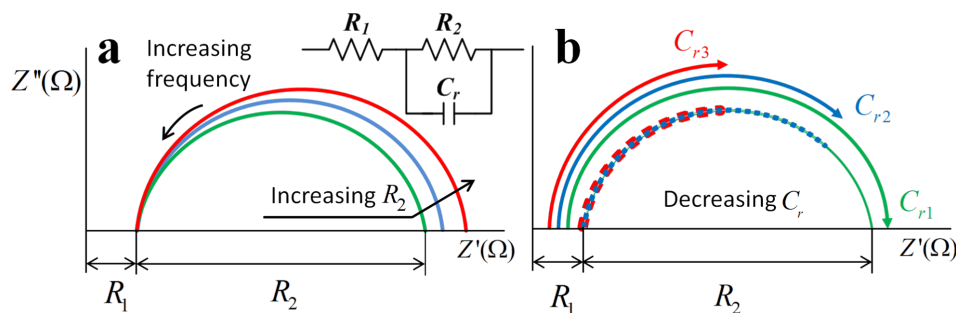 a
Z''(Ω)
Increasing
frequency
R₁
R₂
Cᵣ
Increasing R₂
Z'(Ω)
R₁
R₂
b
Cᵣ₃
Cᵣ₂
Cᵣ₁
Decreasing Cᵣ
Z'(Ω)
R₁
R₂